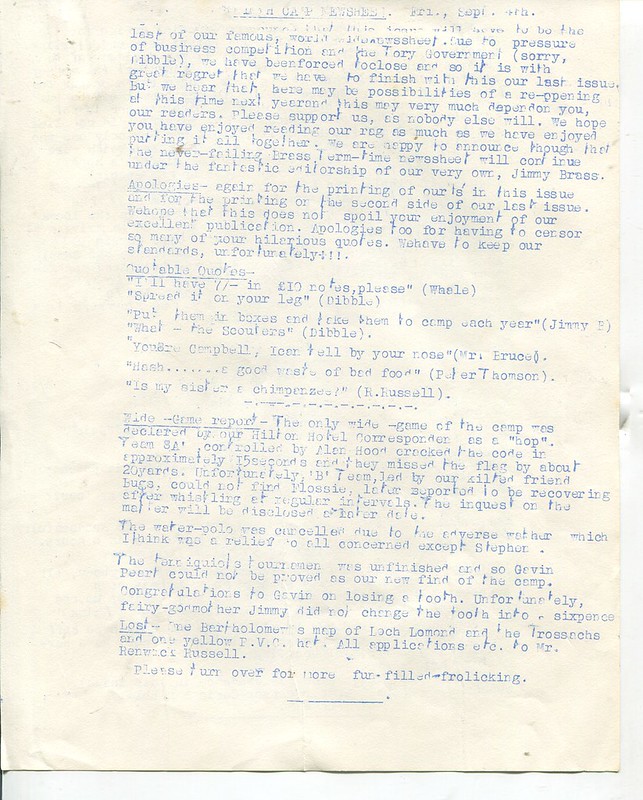 CAMP NEWSHEET. Fri., Sept. 4th.
that this issue will have to be the
last of our famous, world widenewssheet.Due to pressure
of business competition and the Tory Government (sorry,
Dibble), we have beenforced toclose and so it is with
great regret that we have to finish with this our last issue.
But we hear that there may be possibilities of a re-opening
at this time next yearand this may very much dependon you,
our readers. Please support us, as nobody else will. We hope
you have enjoyed reading our rag as much as we have enjoyed
putting it all together. We are happy to announce though that
the never-failing Brass Term-time newssheet will continue
under the fantastic editorship of our very own, Jimmy Brass.
Apologies- again for the printing of our't's' in this issue
and for the printing on the second side of our last issue.
Wehope that this does not spoil your enjoyment of our
excellent publication. Apologies too for having to censor
so many of your hilarious quotes. Wehave to keep our
standards, unfortunately!!!.
Quotable Quotes-
"I'll have 7/- in £10 notes,please" (Whale)
"Spread it on your leg" (Dibble)
"Put them in boxes and take them to camp each year"(Jimmy B)
"What - the Scouters" (Dibble).
"You8re Campbell, Ican tell by your nose"(Mr. Bruce).
"Hash.......a good waste of bad food" (PeterThomson).
"Is my sister a chimpanzee?" (R.Russell).
-.-.-.-.-.-.-.-.-.-.
Wide -Game report- The only wide -game of the camp was
declared by our Hilton Hotel Correspondent as a "hop".
Team 8A' ,controlled by Alan Hood cracked the code in
approximately 15seconds and they missed the flag by about
20yards. Unfortunately,'B' Team,led by our kilted friend
Bugs, could not find Flossie, later reported to be recovering
after whistling at regular intervals.The inquest on the
matter will be disclosed at later date.
The water-polo was cancelled due to the adverse wather which
Ithink was a relief to all concerned except Stephen .
The tenniquoits tournament was unfinished and so Gavin
Peart could not be proved as our new find of the camp.
Congratulations to Gavin on losing a tooth. Unfortunately,
fairy-godmother Jimmy did not change the tooth into a sixpence
Lost- One Bartholomew's map of Loch Lomond and the Trossachs
and one yellow P.V.C. hat. All applications etc. to Mr.
Renwick Russell.
Please turn over for more fun-filled-frolicking.